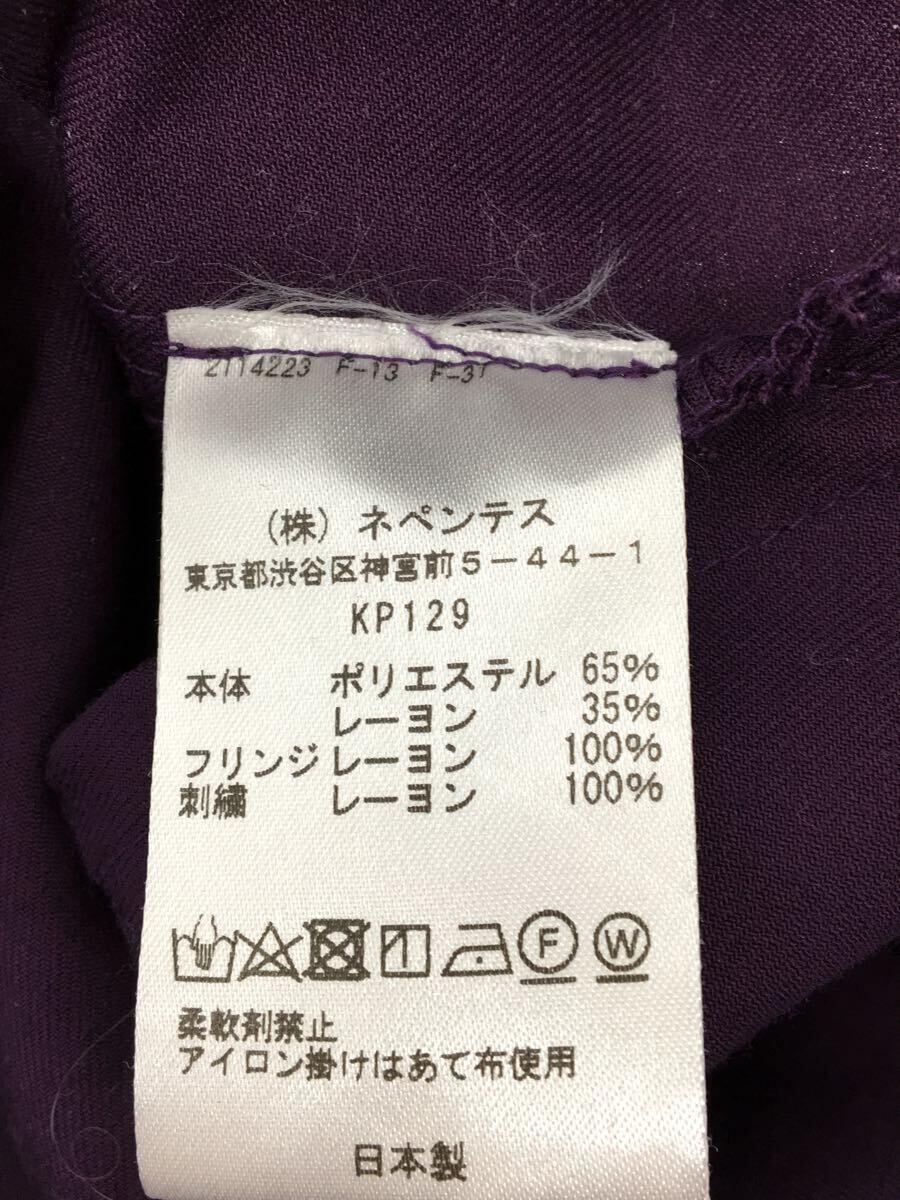 2114223 F-13 F-31
(株) ネペンテス
東京都渋谷区神宮前5-44-1
KP129
本体 ポリエステル 65%
レーヨン 35%
フリンジ レーヨン 100%
刺繍 レーヨン 100%
F W
柔軟剤禁止
アイロン掛けはあて布使用
日本製